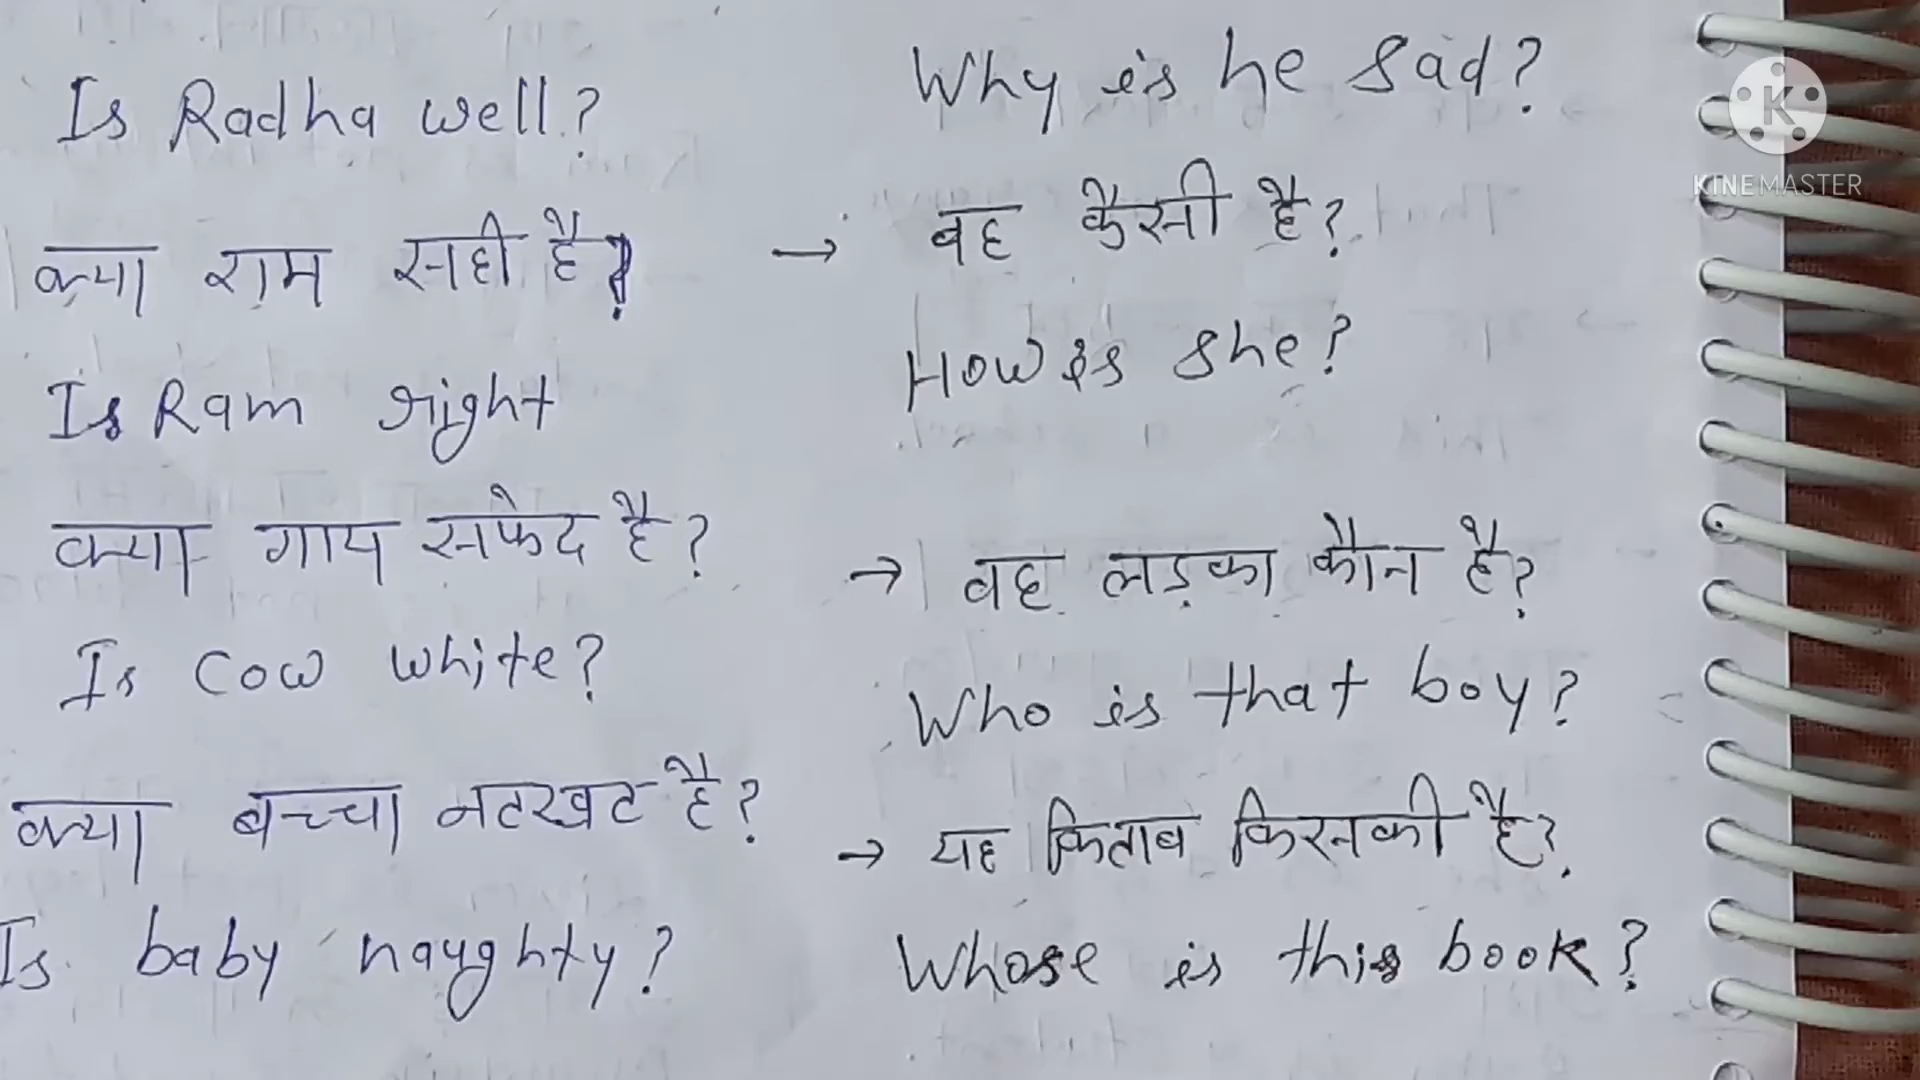 Is Radha well?
क्या राम सही है?
Is Ram right
क्या गाय सफेद है?
Is cow white?
क्या बच्चा नटखट है?
Is baby nayghty?
Why is he sad?
→ वह कैसी है?
How is she?
→ वह लड़का कौन है?
Who is that boy?
→ यह किताब किसकी है?
Whose is this book?
K
KINEMASTER